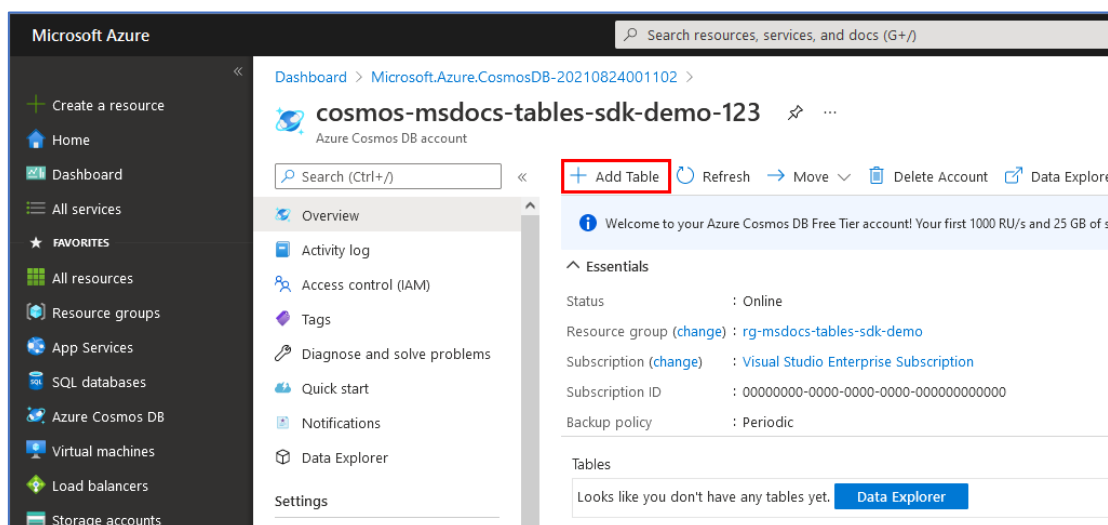 Microsoft Azure
Search resources, services, and docs (G+/)
Create a resource
Home
Dashboard
All services
FAVORITES
All resources
Resource groups
App Services
SQL databases
Azure Cosmos DB
Virtual machines
Load balancers
Storage accounts
Dashboard > Microsoft.Azure.CosmosDB-20210824001102 >
cosmos-msdocs-tables-sdk-demo-123
Azure Cosmos DB account
Search (Ctrl+/)
Overview
Activity log
Access control (IAM)
Tags
Diagnose and solve problems
Quick start
Notifications
Data Explorer
Settings
Add Table Refresh Move Delete Account Data Explore
Welcome to your Azure Cosmos DB Free Tier account! Your first 1000 RU/s and 25 GB of s
Essentials
Status : Online
Resource group (change) : rg-msdocs-tables-sdk-demo
Subscription (change) : Visual Studio Enterprise Subscription
Subscription ID : 00000000-0000-0000-0000-000000000000
Backup policy : Periodic
Tables
Looks like you don't have any tables yet. Data Explorer